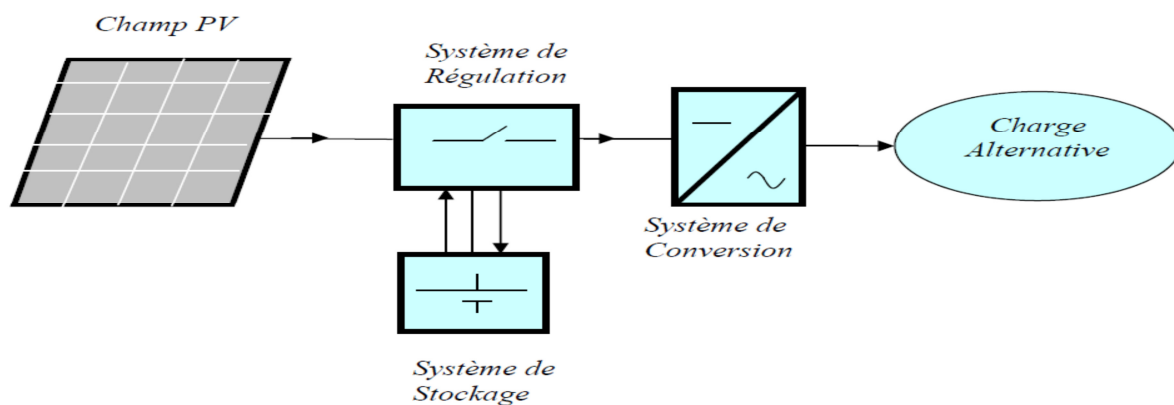 Champ PV
Système de
Régulation
Charge
Alternative
Système de
Conversion
Système de
Stockage